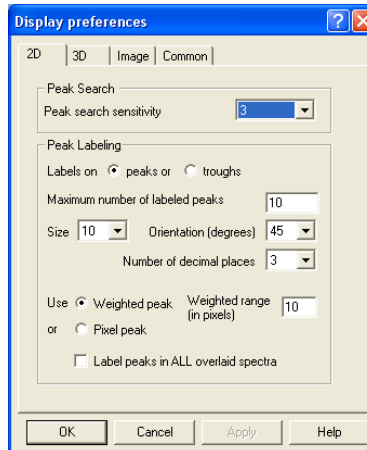 Display preferences
2D 3D Image Common
Peak Search
Peak search sensitivity 3
Peak Labeling
Labels on peaks or troughs
Maximum number of labeled peaks 10
Size 10 Orientation (degrees) 45
Number of decimal places 3
Use Weighted peak Weighted range (in pixels) 10
or Pixel peak
Label peaks in ALL overlaid spectra
OK Cancel Apply Help